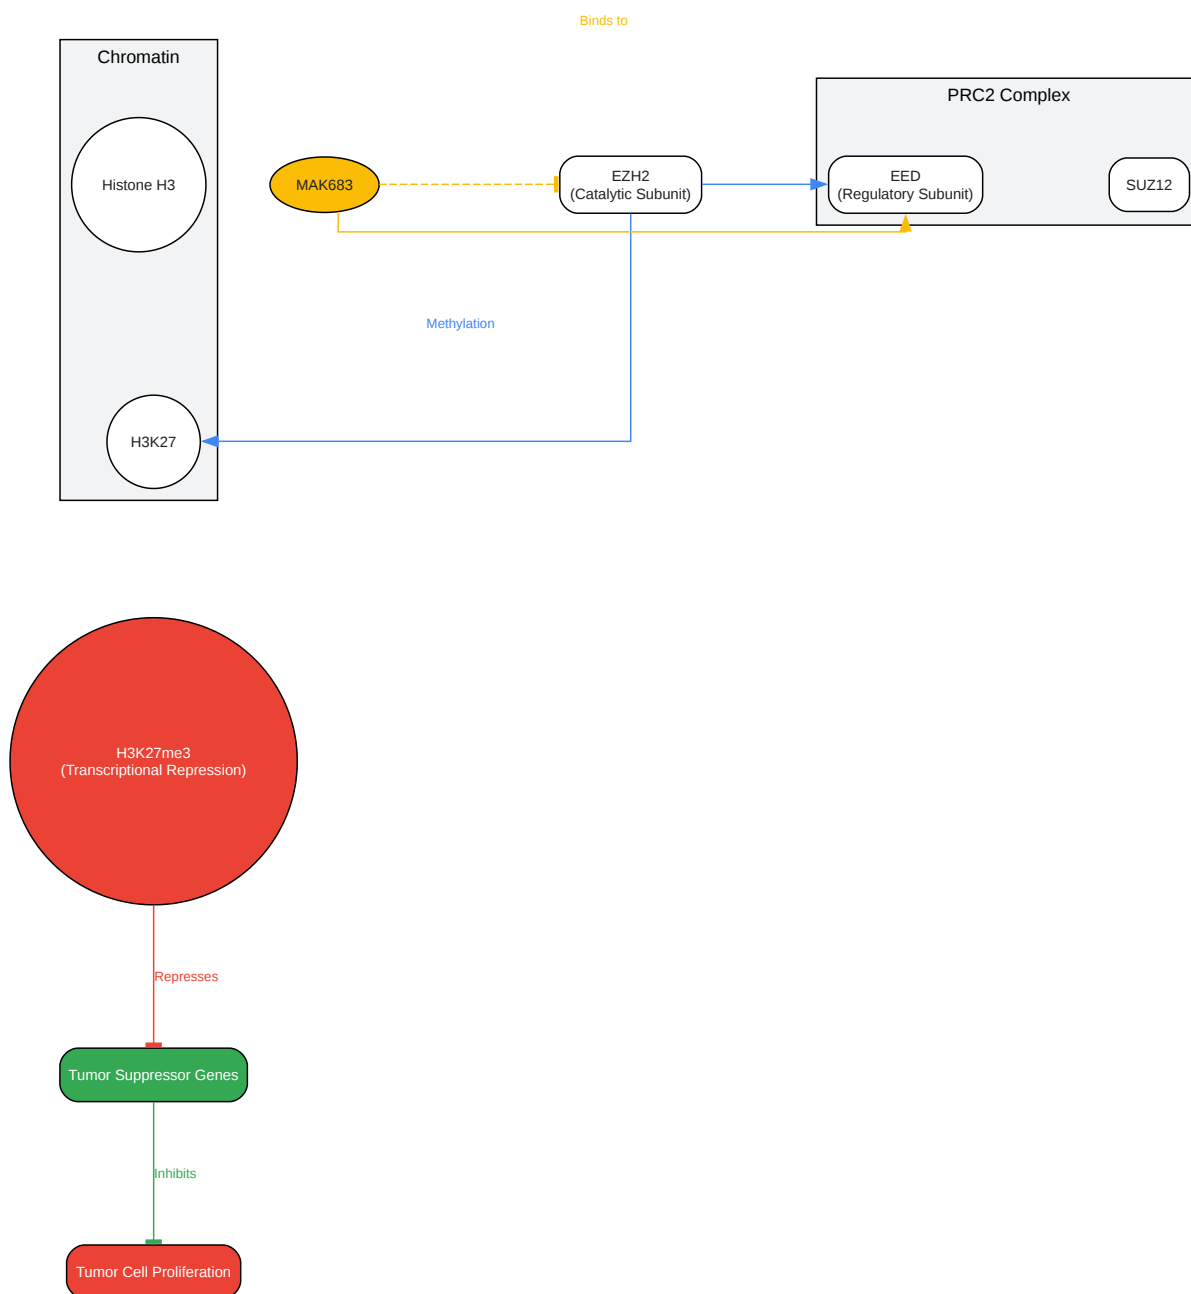 Binds to
Chromatin
PRC2 Complex
Histone H3
MAK683
EZH2
(Catalytic Subunit)
EED
(Regulatory Subunit)
SUZ12
Methylation
H3K27
H3K27me3
(Transcriptional Repression)
Represses
Tumor Suppressor Genes
Inhibits
Tumor Cell Proliferation